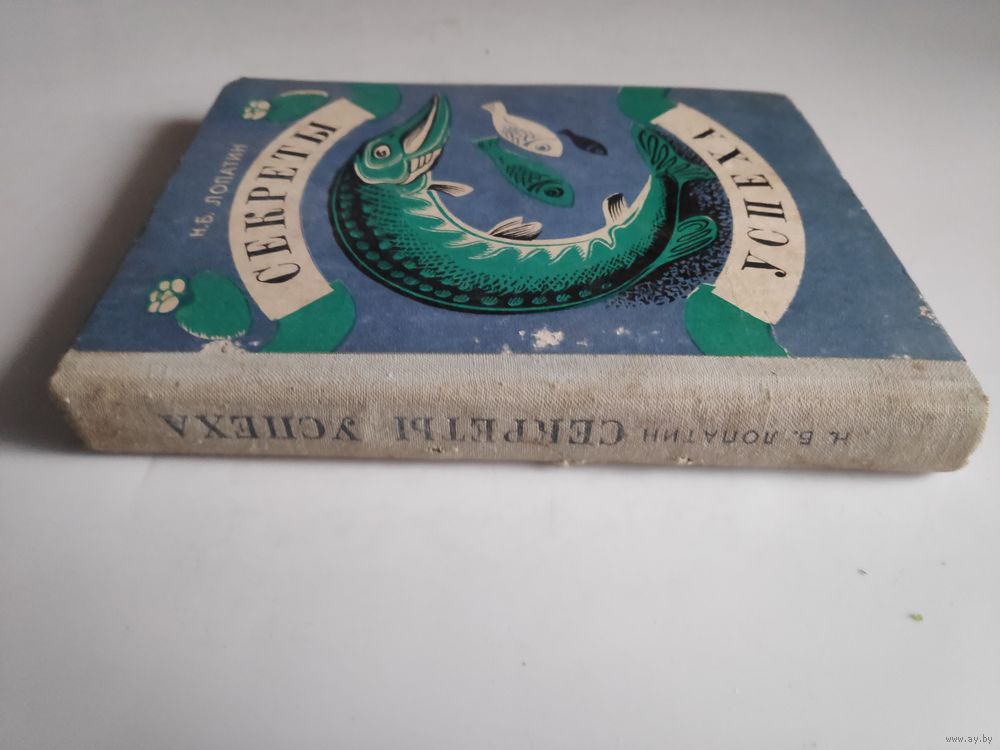 Н.Б. ЛОПАТИН
СЕКРЕТЫ
УСПЕХА
Н. Б. ЛОПАТИН СЕКРЕТЫ УСПЕХА
www.ay.by